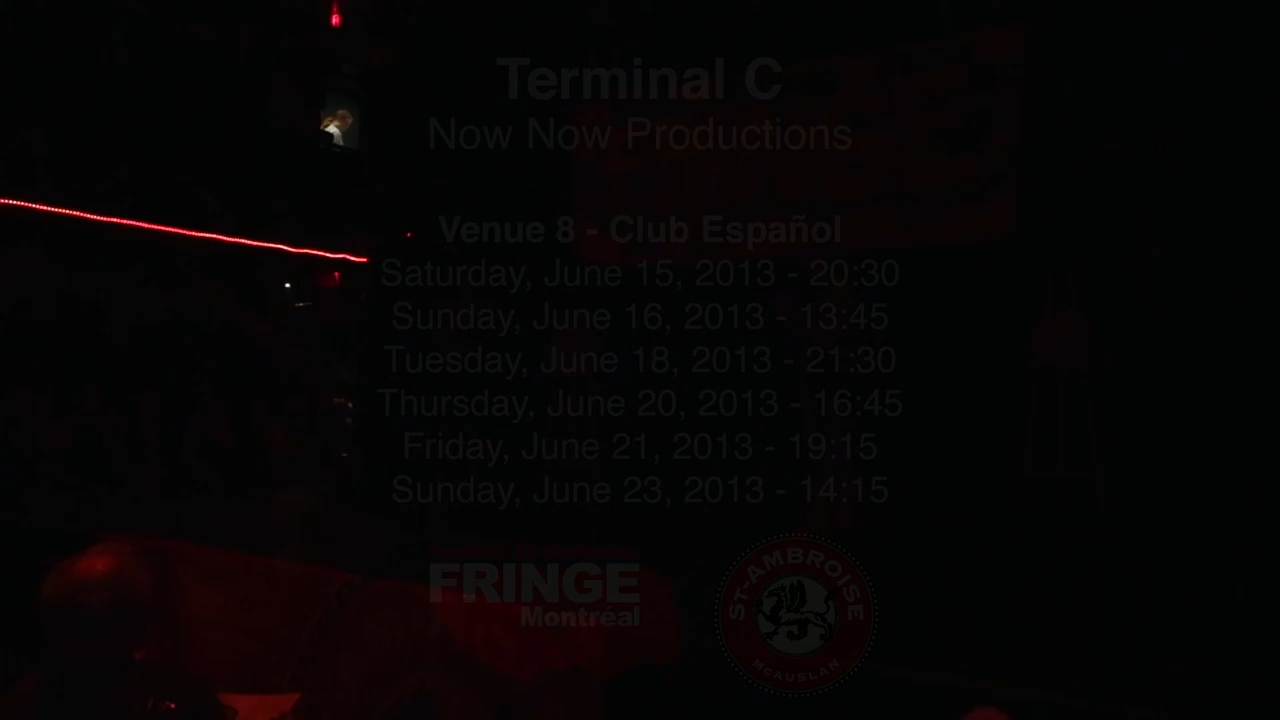 Terminal C
Now Now Productions
Venue 8 - Club Español
Saturday, June 15, 2013 - 20:30
Sunday, June 16, 2013 - 13:45
Tuesday, June 18, 2013 - 21:30
Thursday, June 20, 2013 - 16:45
Friday, June 21, 2013 - 19:15
Sunday, June 23, 2013 - 14:15
FRINGE
Montréal
ST-AMBROISE
McAUSLAN